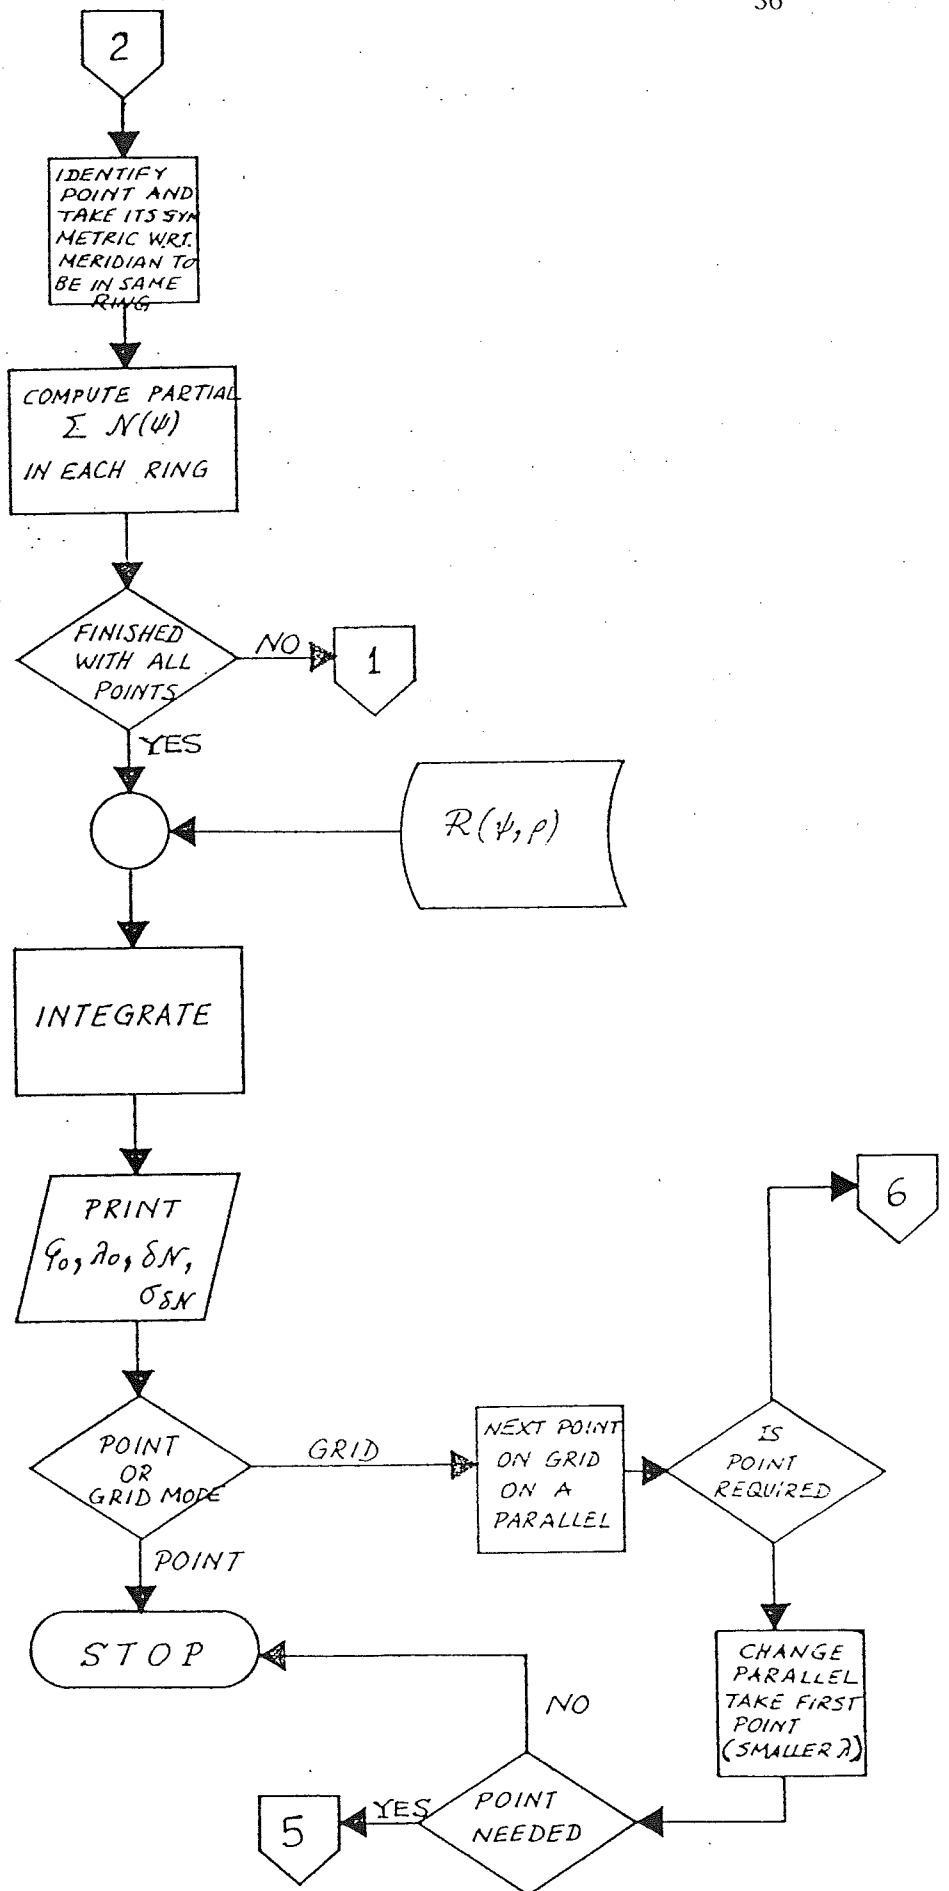 36
2
IDENTIFY
POINT AND
TAKE ITS SYM
METRIC W.R.T.
MERIDIAN TO
BE IN SAME
RING
COMPUTE PARTIAL
Σ N(ψ)
IN EACH RING
FINISHED
WITH ALL
POINTS
NO
1
YES
R(ψ,ρ)
INTEGRATE
PRINT
φ₀, λ₀, δN,
σδN
6
POINT
OR
GRID MODE
GRID
NEXT POINT
ON GRID
ON A
PARALLEL
IS
POINT
REQUIRED
POINT
STOP
CHANGE
PARALLEL
TAKE FIRST
POINT
(SMALLER λ)
NO
POINT
NEEDED
YES
5